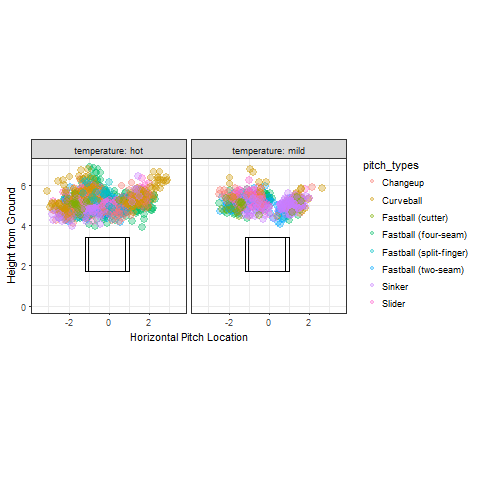 temperature: hot
temperature: mild
6
4
2
0
Height from Ground
-2
0
2
-2
0
2
Horizontal Pitch Location
pitch_types
Changeup
Curveball
Fastball (cutter)
Fastball (four-seam)
Fastball (split-finger)
Fastball (two-seam)
Sinker
Slider